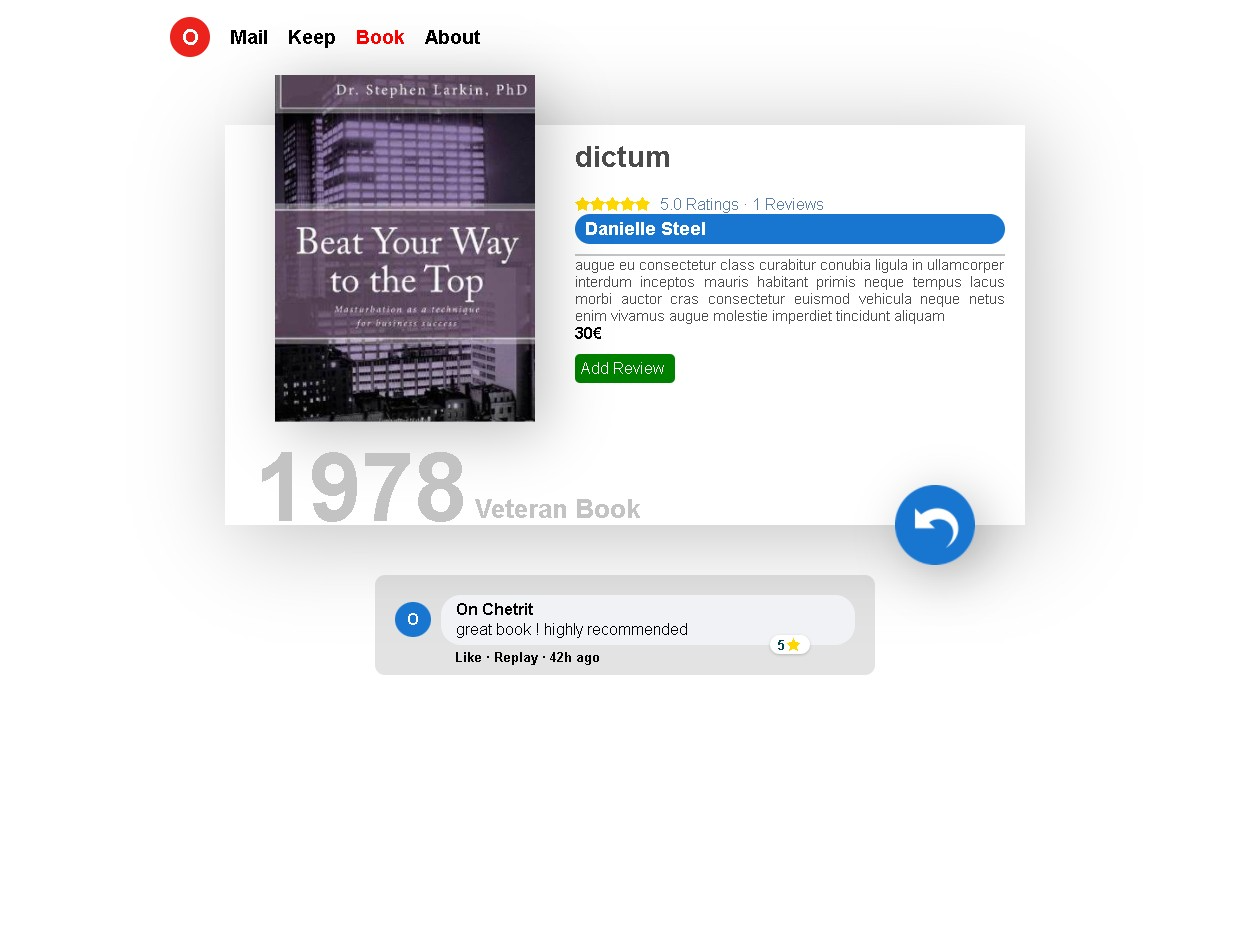 O Mail Keep Book About
Dr. Stephen Larkin, PhD
Beat Your Way
to the Top
Masturbation as a technique
for business success
dictum
5.0 Ratings · 1 Reviews
Danielle Steel
augue eu consectetur class curabitur conubia ligula in ullamcorper
interdum inceptos mauris habitant primis neque tempus lacus
morbi auctor cras consectetur euismod vehicula neque netus
enim vivamus augue molestie imperdiet tincidunt aliquam
30€
Add Review
1978 Veteran Book
O
On Chetrit
great book ! highly recommended
5
Like · Replay · 42h ago